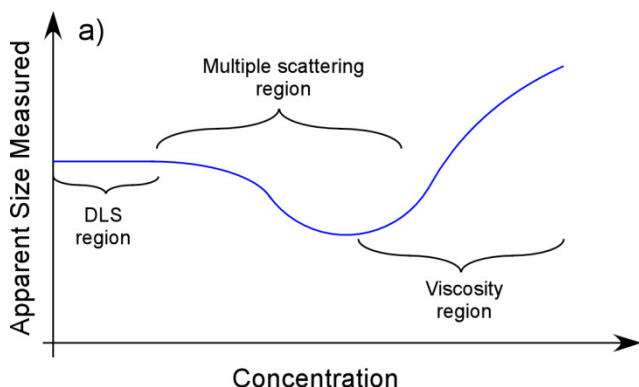 a)
Multiple scattering
region
DLS
region
Viscosity
region
Apparent Size Measured
Concentration